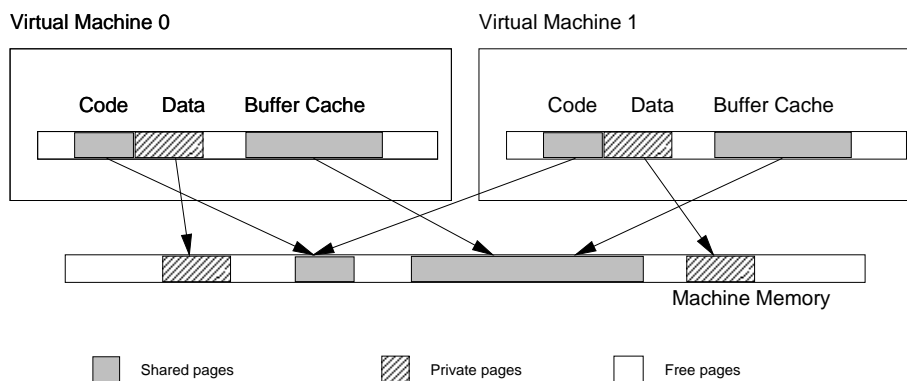 Virtual Machine 0
Virtual Machine 1
Code Data Buffer Cache
Code Data Buffer Cache
Machine Memory
Shared pages
Private pages
Free pages